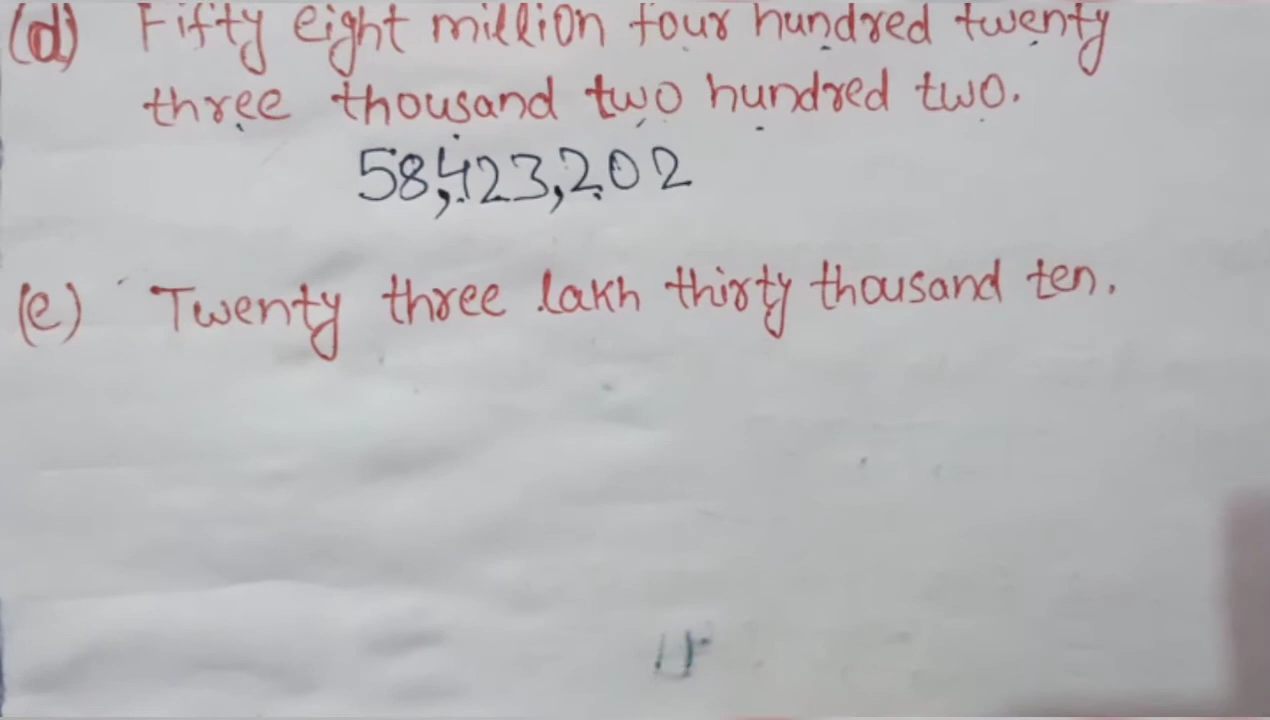 (d) Fifty eight million four hundred twenty
three thousand two hundred two.
58,423,202
(e) Twenty three lakh thirty thousand ten.